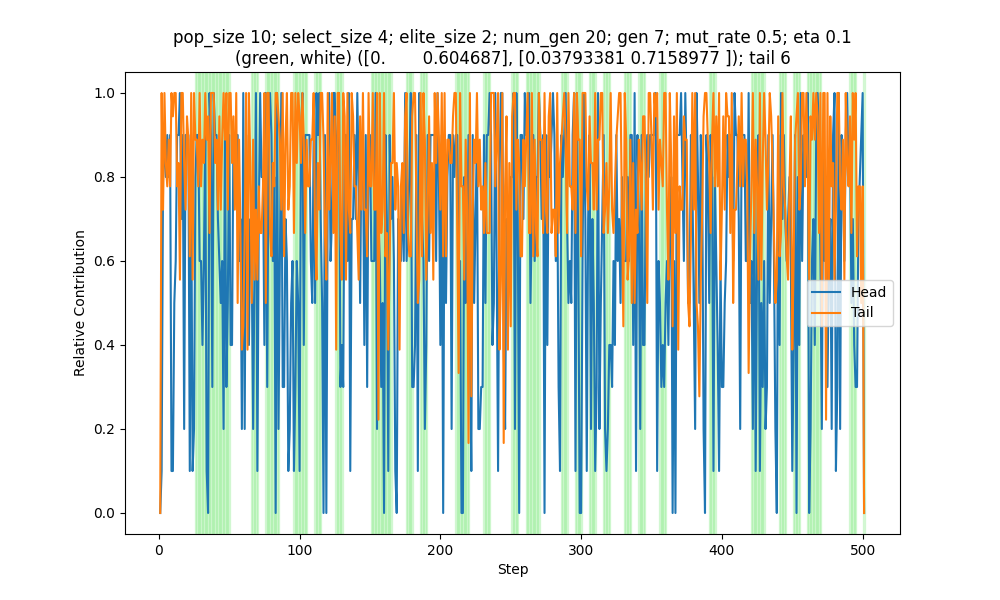 pop_size 10; select_size 4; elite_size 2; num_gen 20; gen 7; mut_rate 0.5; eta 0.1
(green, white) ([0.       0.604687], [0.03793381 0.7158977 ]); tail 6
1.0
0.8
0.6
0.4
0.2
0.0
Relative Contribution
Head
Tail
0
100
200
300
400
500
Step